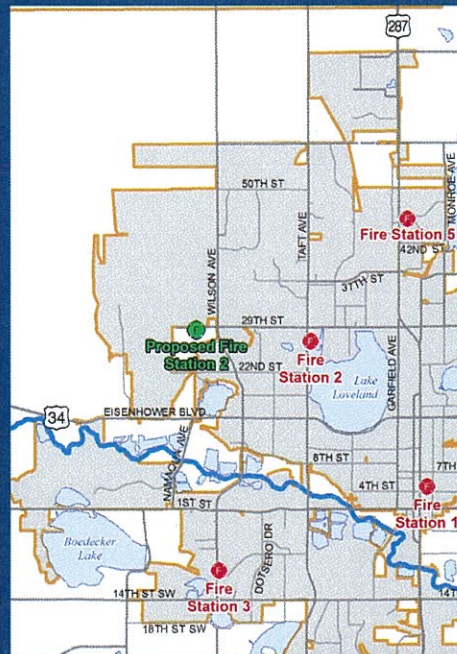 287
50TH ST
MONROE AVE
Fire Station 5
42ND ST
TAFT AVE
WILSON AVE
37TH ST
29TH ST
Proposed Fire
Station 2
Fire
Station 2
22ND ST
Lake
Loveland
GARFIELD AVE
34
EISENHOWER BLVD
NAMAQUA AVE
8TH ST
7TH
4TH ST
1ST ST
Fire
Station 1
Boedecker
Lake
DOTSERO DR
14TH ST SW
Fire
Station 3
14TH
18TH ST SW